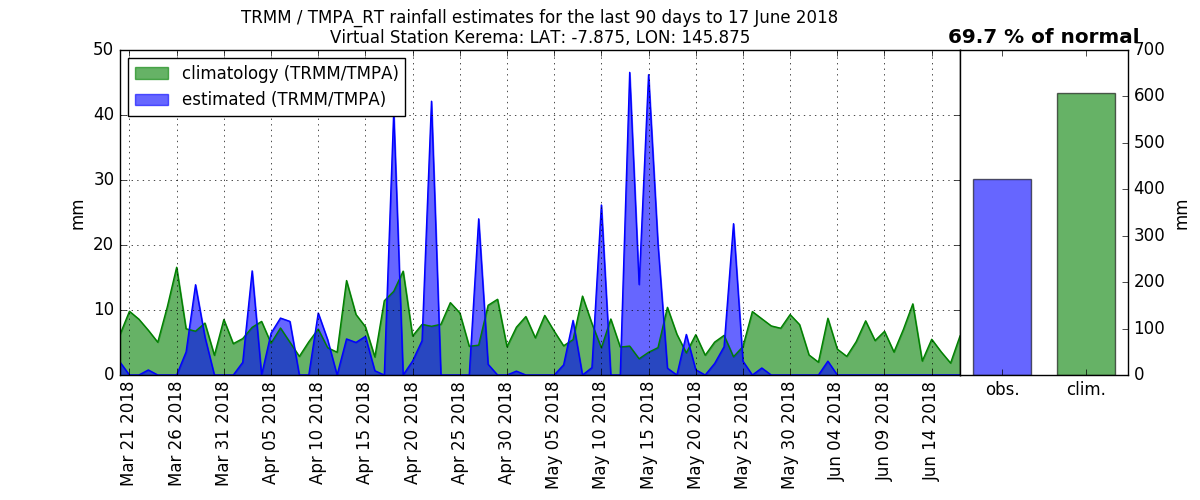 TRMM / TMPA_RT rainfall estimates for the last 90 days to 17 June 2018
Virtual Station Kerema: LAT: -7.875, LON: 145.875
69.7 % of normal
climatology (TRMM/TMPA)
estimated (TRMM/TMPA)
50
40
30
20
10
0
mm
700
600
500
400
300
200
100
0
mm
Mar 21 2018
Mar 26 2018
Mar 31 2018
Apr 05 2018
Apr 10 2018
Apr 15 2018
Apr 20 2018
Apr 25 2018
Apr 30 2018
May 05 2018
May 10 2018
May 15 2018
May 20 2018
May 25 2018
May 30 2018
Jun 04 2018
Jun 09 2018
Jun 14 2018
obs.
clim.